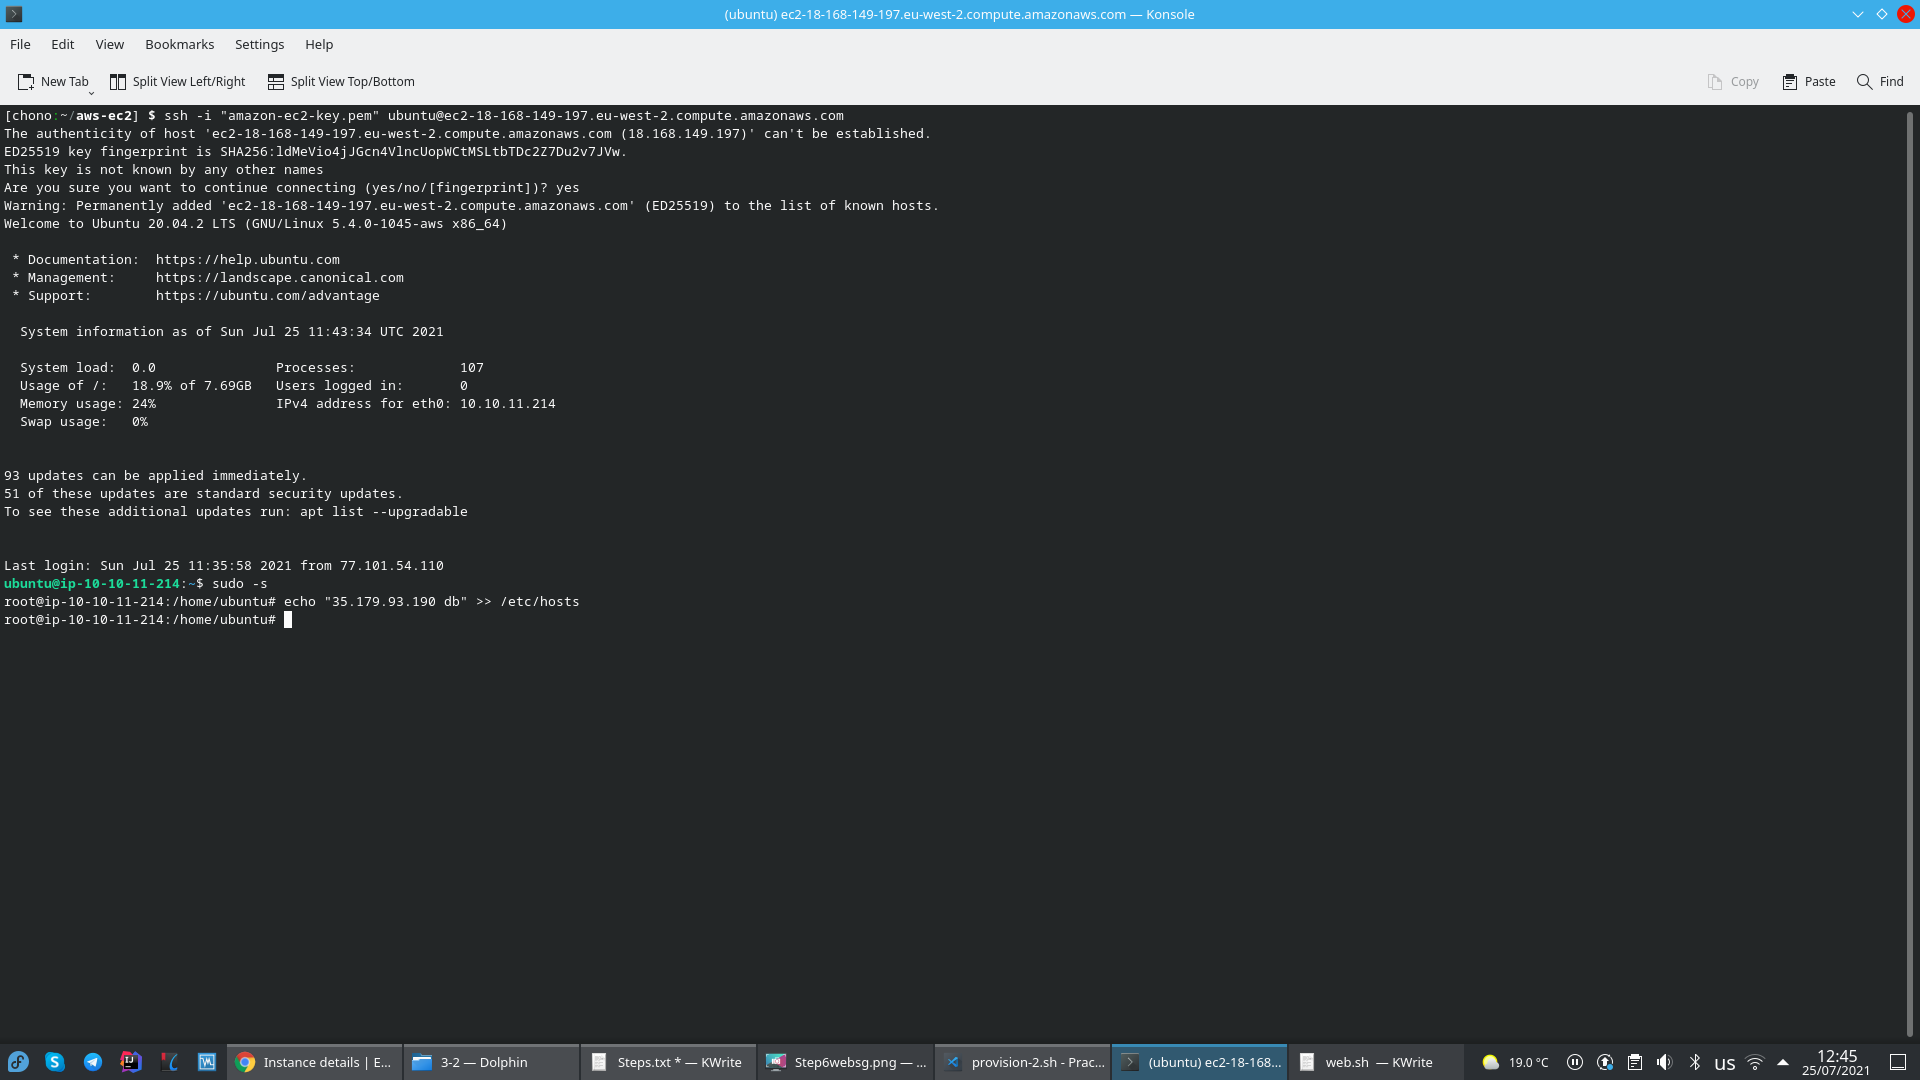 (ubuntu) ec2-18-168-149-197.eu-west-2.compute.amazonaws.com — Konsole
File Edit View Bookmarks Settings Help
New Tab Split View Left/Right Split View Top/Bottom Copy Paste Find
[chono:~/aws-ec2] $ ssh -i "amazon-ec2-key.pem" ubuntu@ec2-18-168-149-197.eu-west-2.compute.amazonaws.com
The authenticity of host 'ec2-18-168-149-197.eu-west-2.compute.amazonaws.com (18.168.149.197)' can't be established.
ED25519 key fingerprint is SHA256:ldMeVio4jJGcn4VlncUopWCtMSLtbTDc2Z7Du2v7JVw.
This key is not known by any other names
Are you sure you want to continue connecting (yes/no/[fingerprint])? yes
Warning: Permanently added 'ec2-18-168-149-197.eu-west-2.compute.amazonaws.com' (ED25519) to the list of known hosts.
Welcome to Ubuntu 20.04.2 LTS (GNU/Linux 5.4.0-1045-aws x86_64)
* Documentation: https://help.ubuntu.com
* Management: https://landscape.canonical.com
* Support: https://ubuntu.com/advantage
System information as of Sun Jul 25 11:43:34 UTC 2021
System load: 0.0 Processes: 107
Usage of /: 18.9% of 7.69GB Users logged in: 0
Memory usage: 24% IPv4 address for eth0: 10.10.11.214
Swap usage: 0%
93 updates can be applied immediately.
51 of these updates are standard security updates.
To see these additional updates run: apt list --upgradable
Last login: Sun Jul 25 11:35:58 2021 from 77.101.54.110
ubuntu@ip-10-10-11-214:~$ sudo -s
root@ip-10-10-11-214:/home/ubuntu# echo "35.179.93.190 db" >> /etc/hosts
root@ip-10-10-11-214:/home/ubuntu#
Instance details | E... 3-2 — Dolphin Steps.txt * — KWrite Step6websg.png — ... provision-2.sh - Prac... (ubuntu) ec2-18-168... web.sh — KWrite 19.0 °C us 12:45
25/07/2021